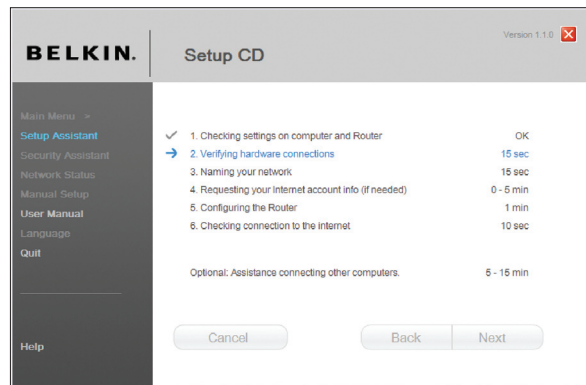 BELKIN.
Setup CD
Version 1.1.0
Main Menu >
Setup Assistant
Security Assistant
Network Status
Manual Setup
User Manual
Language
Quit
Help
1. Checking settings on computer and Router OK
2. Verifying hardware connections 15 sec
3. Naming your network 15 sec
4. Requesting your Internet account info (if needed) 0 - 5 min
5. Configuring the Router 1 min
6. Checking connection to the internet 10 sec
Optional: Assistance connecting other computers. 5 - 15 min
Cancel Back Next